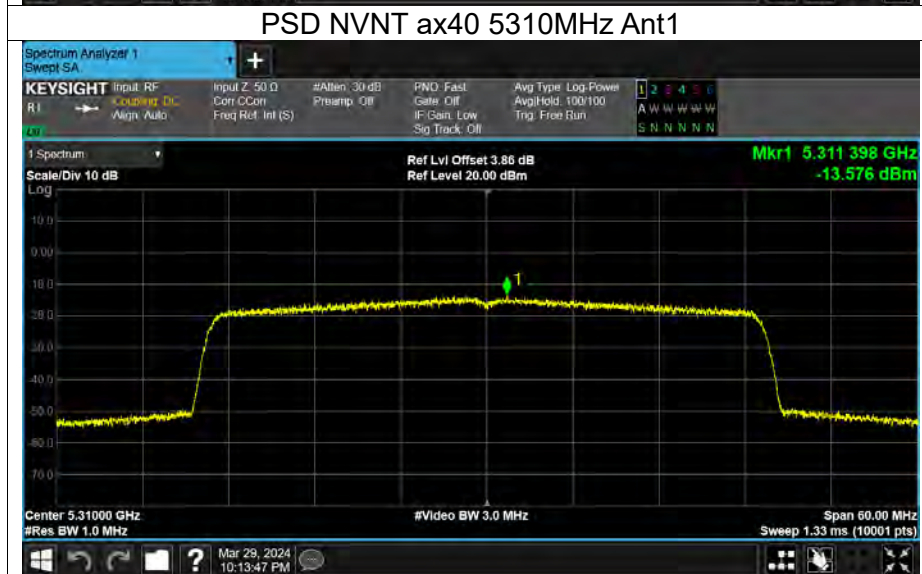 PSD NVNT ax40 5310MHz Ant1
Spectrum Analyzer 1
Swept SA
+
KEYSIGHT Input: RF Input Z: 50 Ω #Atten: 30 dB PNO: Fast Avg Type: Log-Power 1 2 3 4 5 6
Coupling: DC Corr CCorr Preamp: Off Gate: Off Avg|Hold: 100/100 A W W W W W
Align: Auto Freq Ref: Int (S) IF Gain: Low Trig: Free Run
Sig Track: Off S N N N N N
1 Spectrum Ref Lvl Offset 3.86 dB Mkr1 5.311 398 GHz
Scale/Div 10 dB Ref Level 20.00 dBm -13.576 dBm
Log
10.0
0.00
-10.0
1
-20.0
-30.0
-40.0
-50.0
-60.0
-70.0
Center 5.31000 GHz #Video BW 3.0 MHz Span 60.00 MHz
#Res BW 1.0 MHz Sweep 1.33 ms (10001 pts)
? Mar 29, 2024
10:13:47 PM